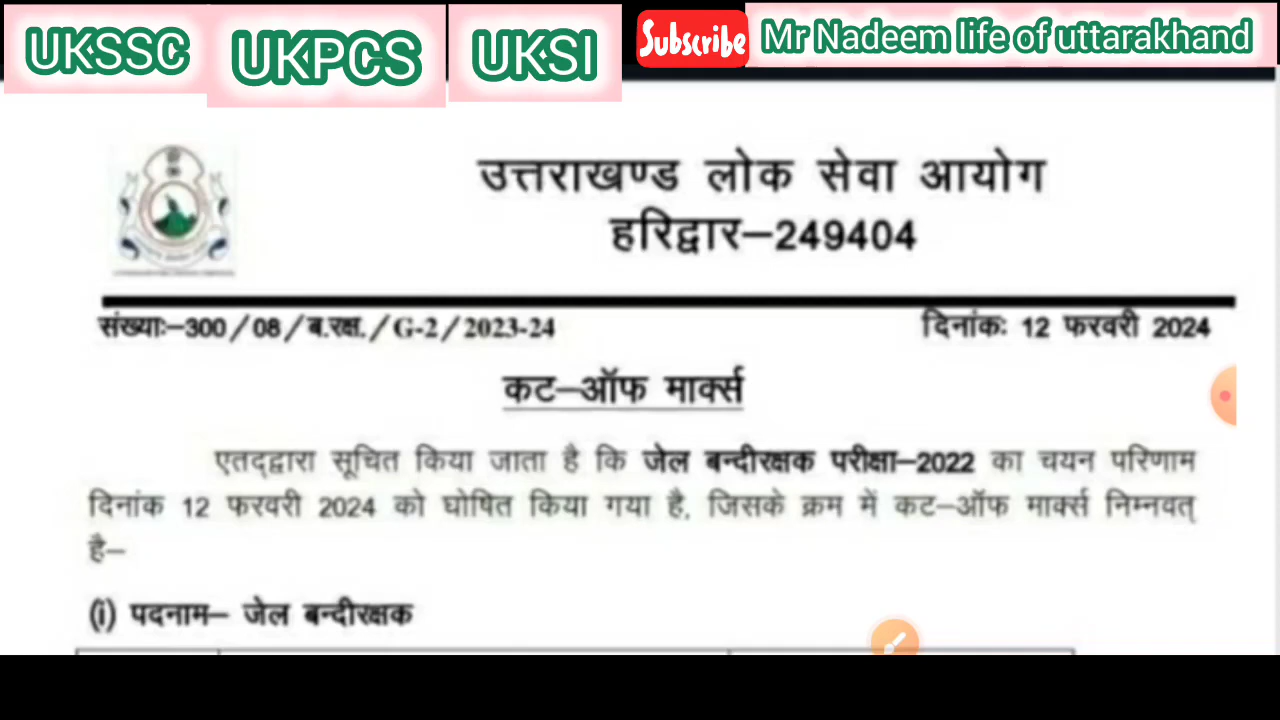 UKSSC UKPCS UKSI Subscribe Mr Nadeem life of uttarakhand
उत्तराखण्ड लोक सेवा आयोग
हरिद्वार–249404
संख्याः–300/08/ब.रक्ष./G-2/2023-24 दिनांकः 12 फरवरी 2024
कट–ऑफ मार्क्स
एतद्द्वारा सूचित किया जाता है कि जेल बन्दीरक्षक परीक्षा–2022 का चयन परिणाम
दिनांक 12 फरवरी 2024 को घोषित किया गया है, जिसके क्रम में कट–ऑफ मार्क्स निम्नवत्
है–
(i) पदनाम– जेल बन्दीरक्षक